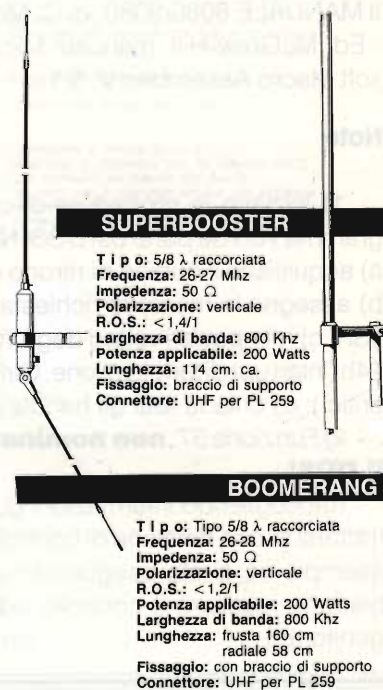 SUPERBOOSTER
Tipo: 5/8 λ raccorciata
Frequenza: 26-27 Mhz
Impedenza: 50 Ω
Polarizzazione: verticale
R.O.S.: <1,4/1
Larghezza di banda: 800 Khz
Potenza applicabile: 200 Watts
Lunghezza: 114 cm. ca.
Fissaggio: braccio di supporto
Connettore: UHF per PL 259
BOOMERANG
Tipo: Tipo 5/8 λ raccorciata
Frequenza: 26-28 Mhz
Impedenza: 50 Ω
Polarizzazione: verticale
R.O.S.: <1,2/1
Potenza applicabile: 200 Watts
Larghezza di banda: 800 Khz
Lunghezza: frusta 160 cm
radiale 58 cm
Fissaggio: con braccio di supporto
Connettore: UHF per PL 259